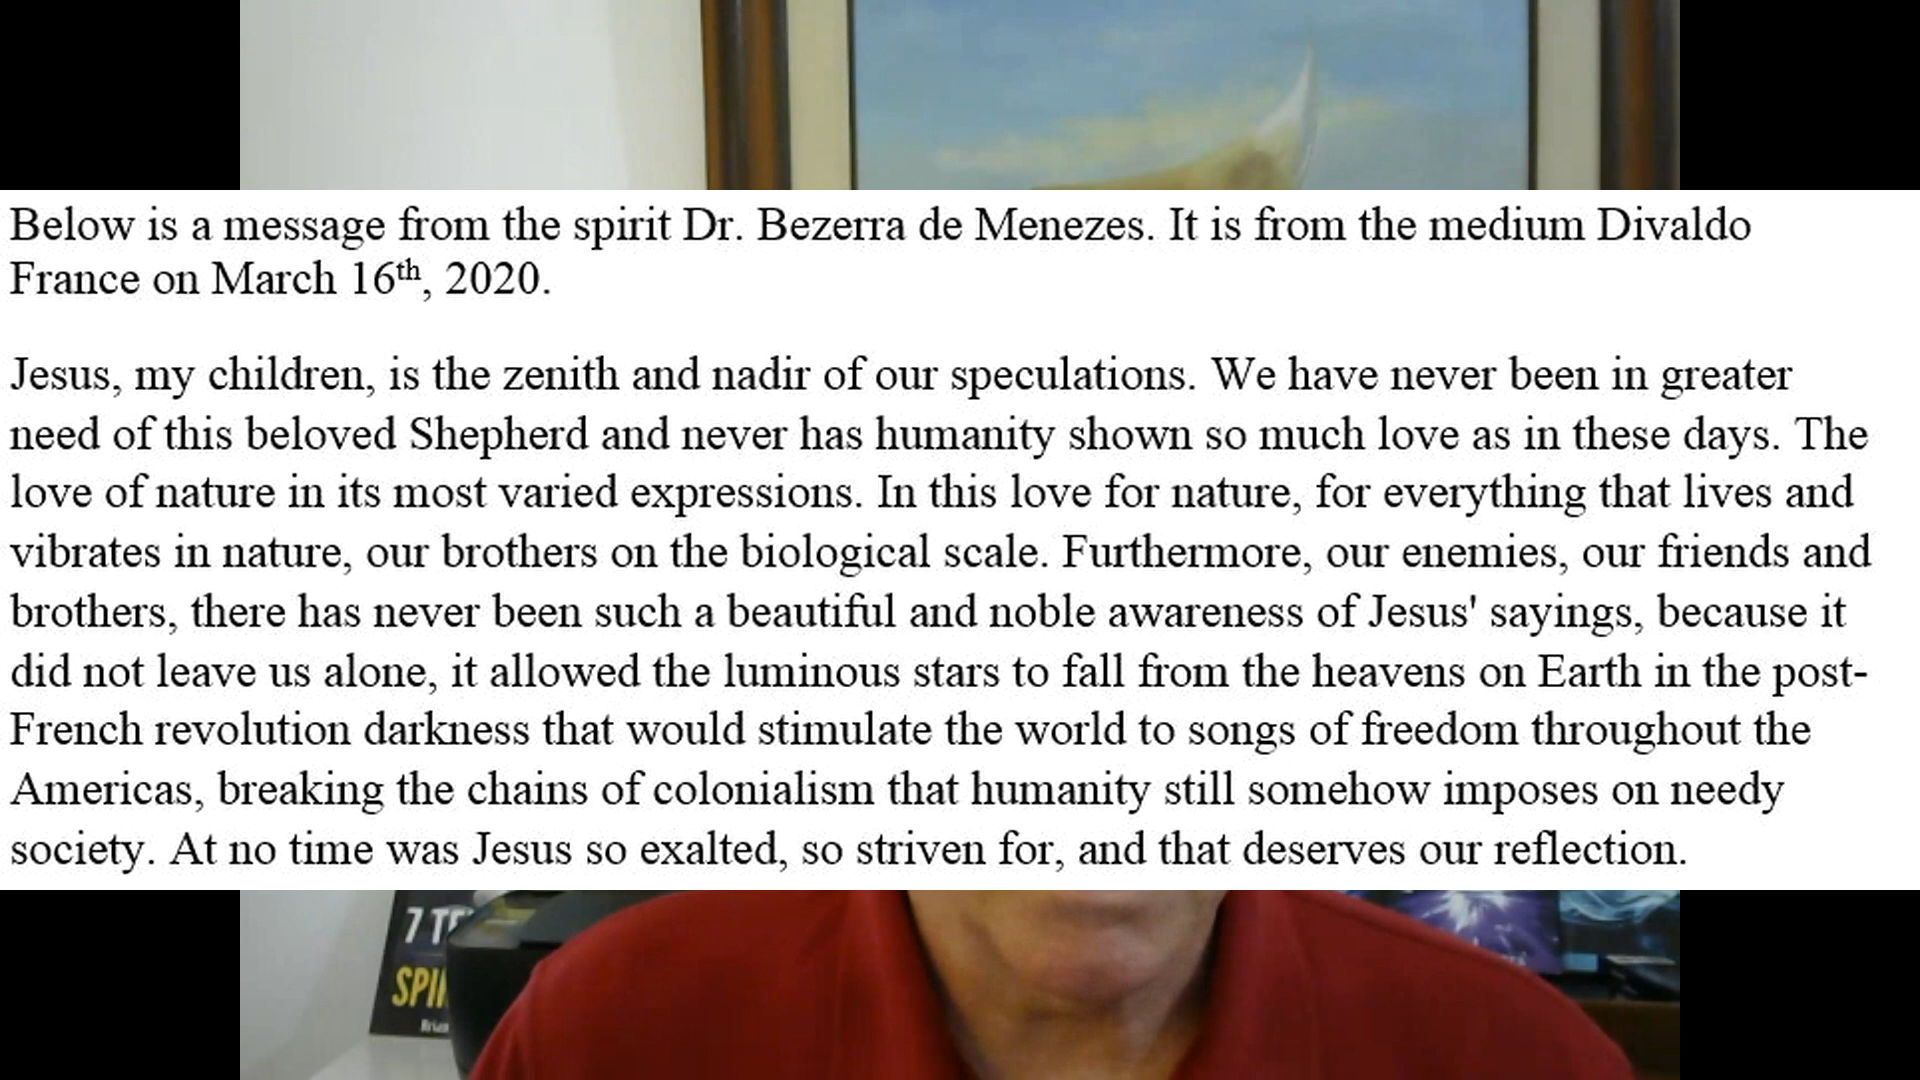 Below is a message from the spirit Dr. Bezerra de Menezes. It is from the medium Divaldo
France on March 16th, 2020.
Jesus, my children, is the zenith and nadir of our speculations. We have never been in greater
need of this beloved Shepherd and never has humanity shown so much love as in these days. The
love of nature in its most varied expressions. In this love for nature, for everything that lives and
vibrates in nature, our brothers on the biological scale. Furthermore, our enemies, our friends and
brothers, there has never been such a beautiful and noble awareness of Jesus' sayings, because it
did not leave us alone, it allowed the luminous stars to fall from the heavens on Earth in the post-
French revolution darkness that would stimulate the world to songs of freedom throughout the
Americas, breaking the chains of colonialism that humanity still somehow imposes on needy
society. At no time was Jesus so exalted, so striven for, and that deserves our reflection.
7